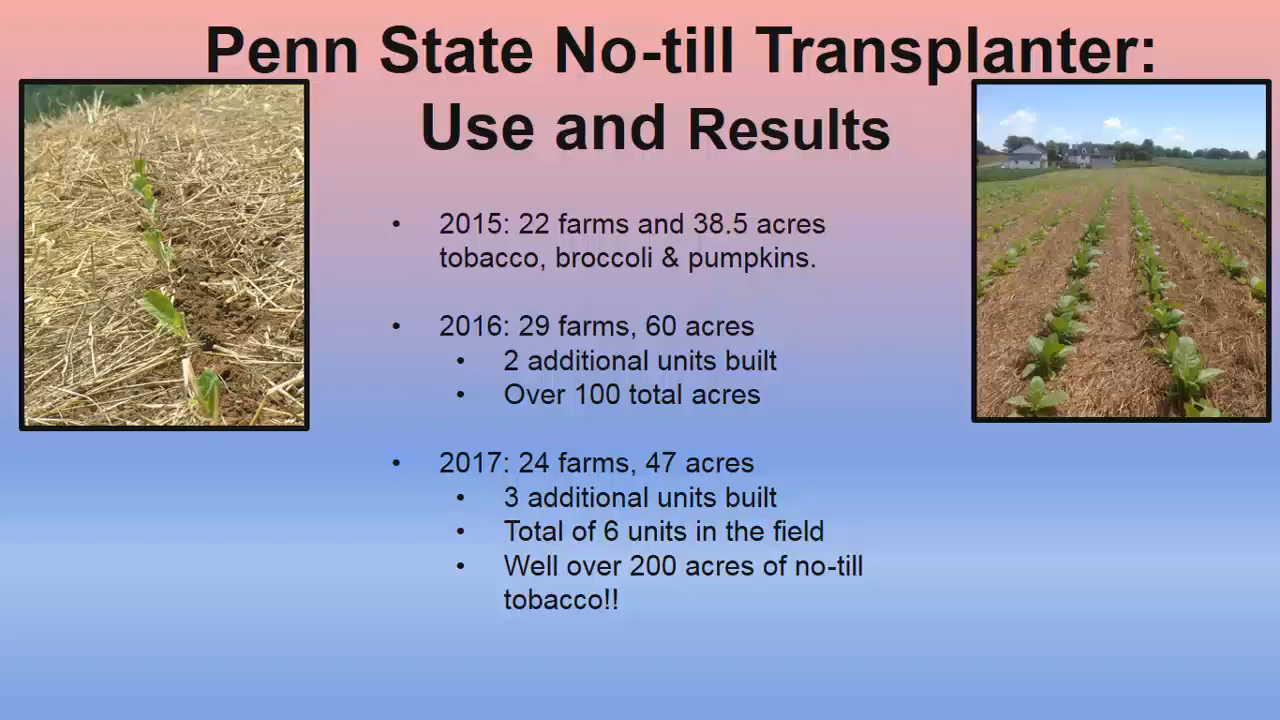 Penn State No-till Transplanter:
Use and Results
• 2015: 22 farms and 38.5 acres
tobacco, broccoli & pumpkins.
• 2016: 29 farms, 60 acres
• 2 additional units built
• Over 100 total acres
• 2017: 24 farms, 47 acres
• 3 additional units built
• Total of 6 units in the field
• Well over 200 acres of no-till
tobacco!!